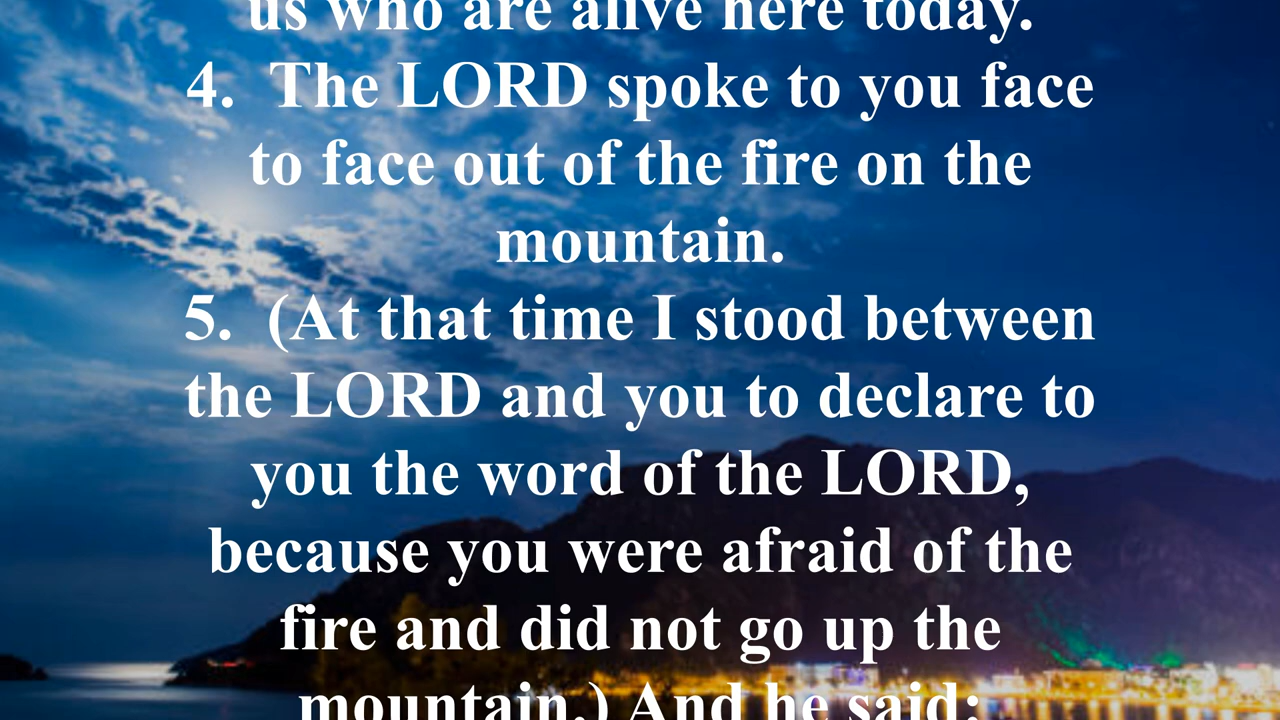 us who are alive here today.
4. The LORD spoke to you face
to face out of the fire on the
mountain.
5. (At that time I stood between
the LORD and you to declare to
you the word of the LORD,
because you were afraid of the
fire and did not go up the
mountain.) And he said: